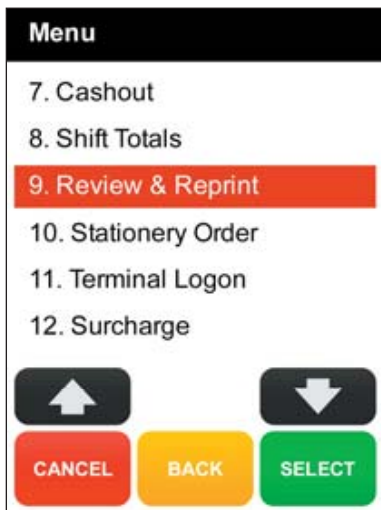 Menu
7. Cashout
8. Shift Totals
9. Review & Reprint
10. Stationery Order
11. Terminal Logon
12. Surcharge
CANCEL BACK SELECT